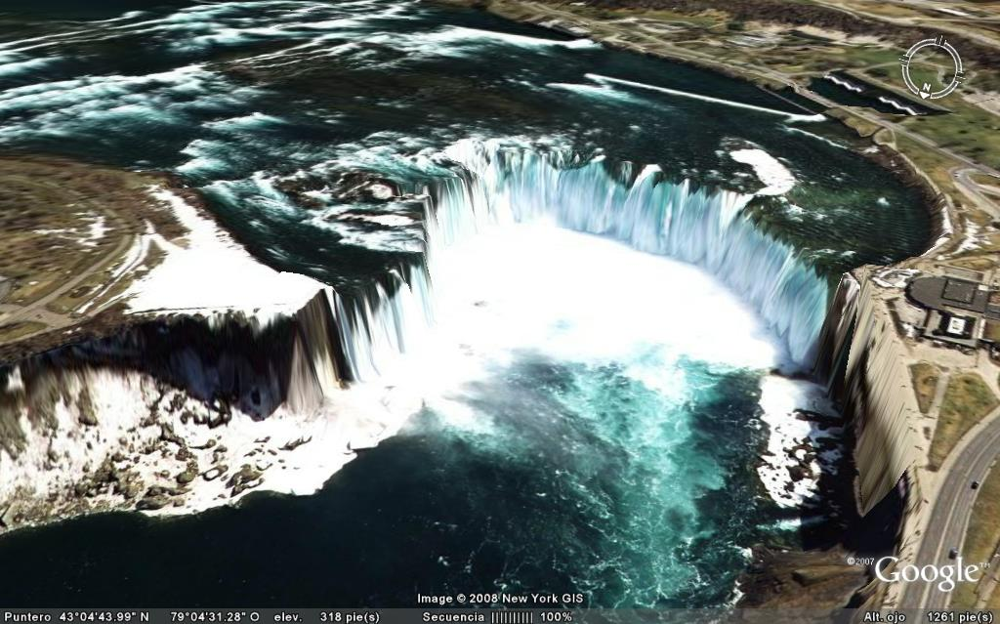 N
©2007 Google™
Image © 2008 New York GIS
Puntero 43°04'43.99" N 79°04'31.28" O elev. 318 pie(s) Secuencia |||||||||| 100% Alt. ojo 1261 pie(s)